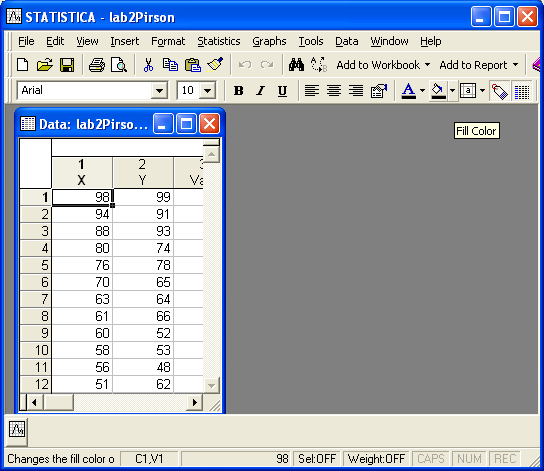 STATISTICA - lab2Pirson
File Edit View Insert Format Statistics Graphs Tools Data Window Help
Add to Workbook Add to Report
Arial 10 B I U A a
Fill Color
Data: lab2Pirso...
1 2 3
X Y Va
1 98 99
2 94 91
3 88 93
4 80 74
5 76 78
6 70 65
7 63 64
8 61 66
9 60 52
10 58 53
11 56 48
12 51 62
Changes the fill color o C1,V1 98 Sel:OFF Weight:OFF CAPS NUM REC